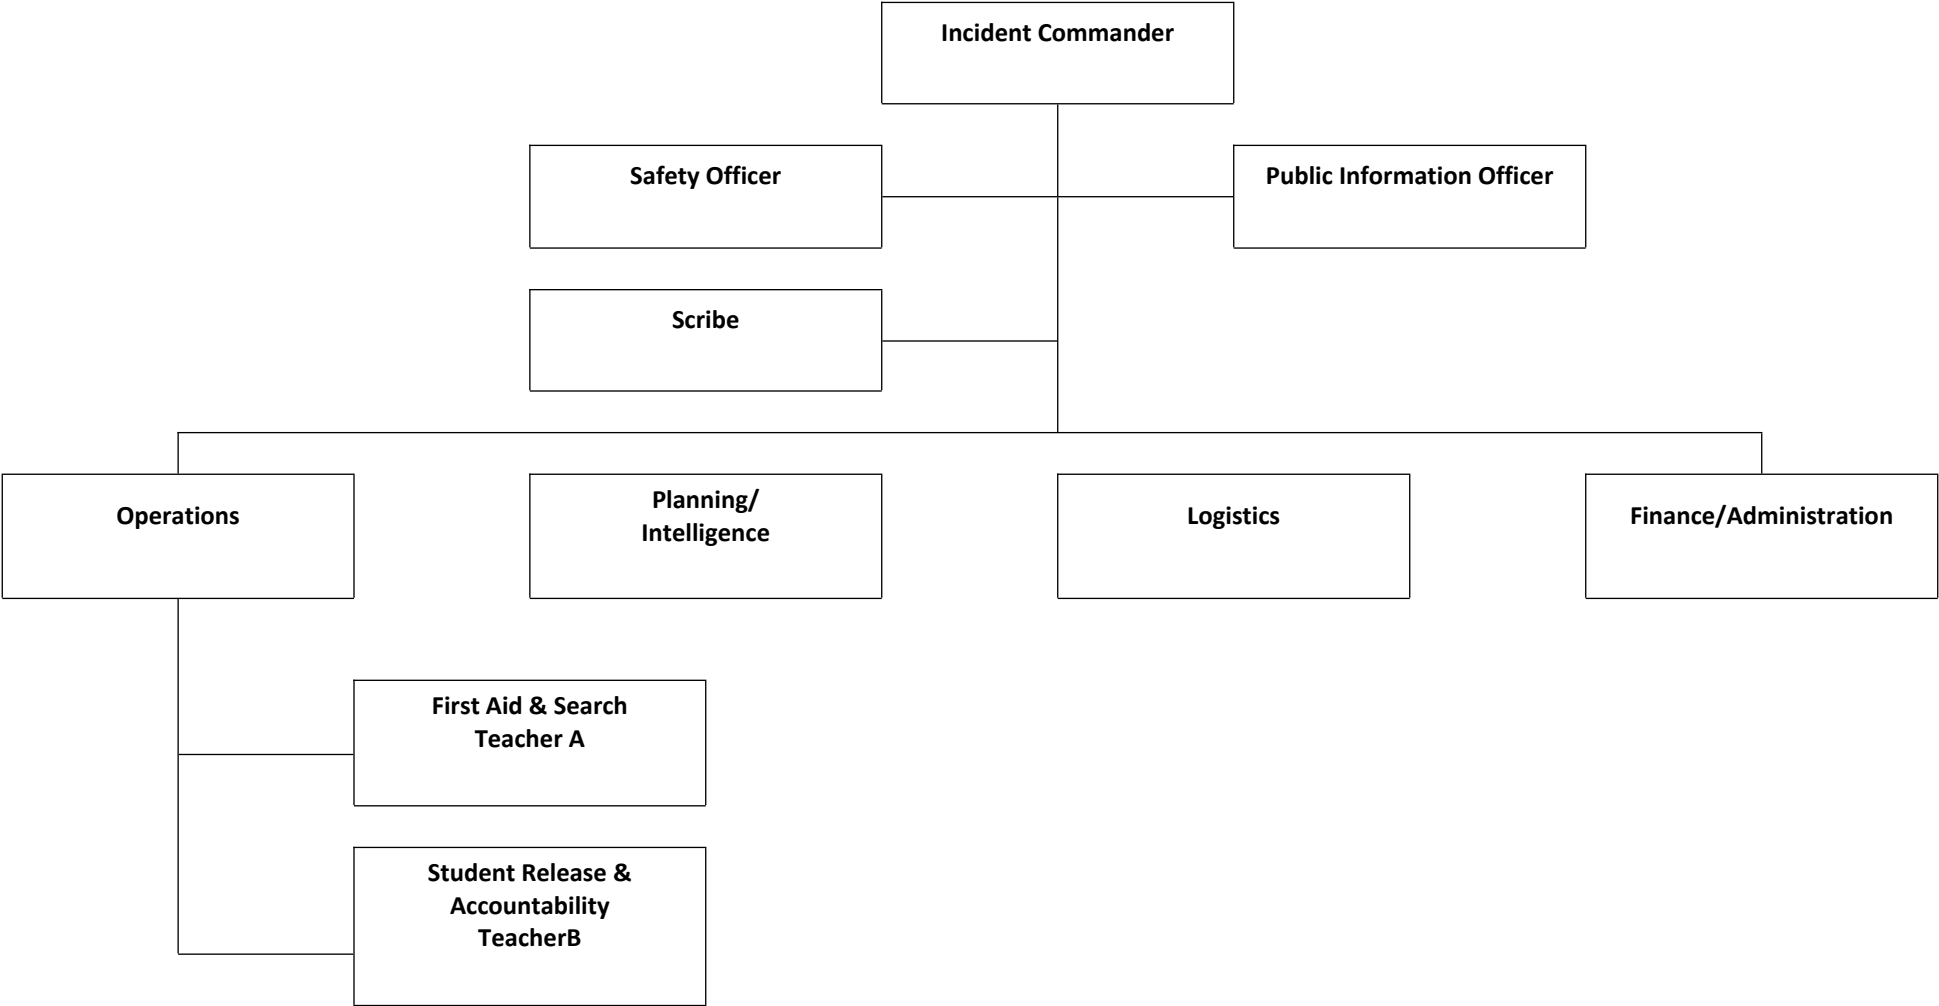 Incident Commander
Safety Officer
Public Information Officer
Scribe
Operations
Planning/
Intelligence
Logistics
Finance/Administration
First Aid & Search
Teacher A
Student Release &
Accountability
TeacherB